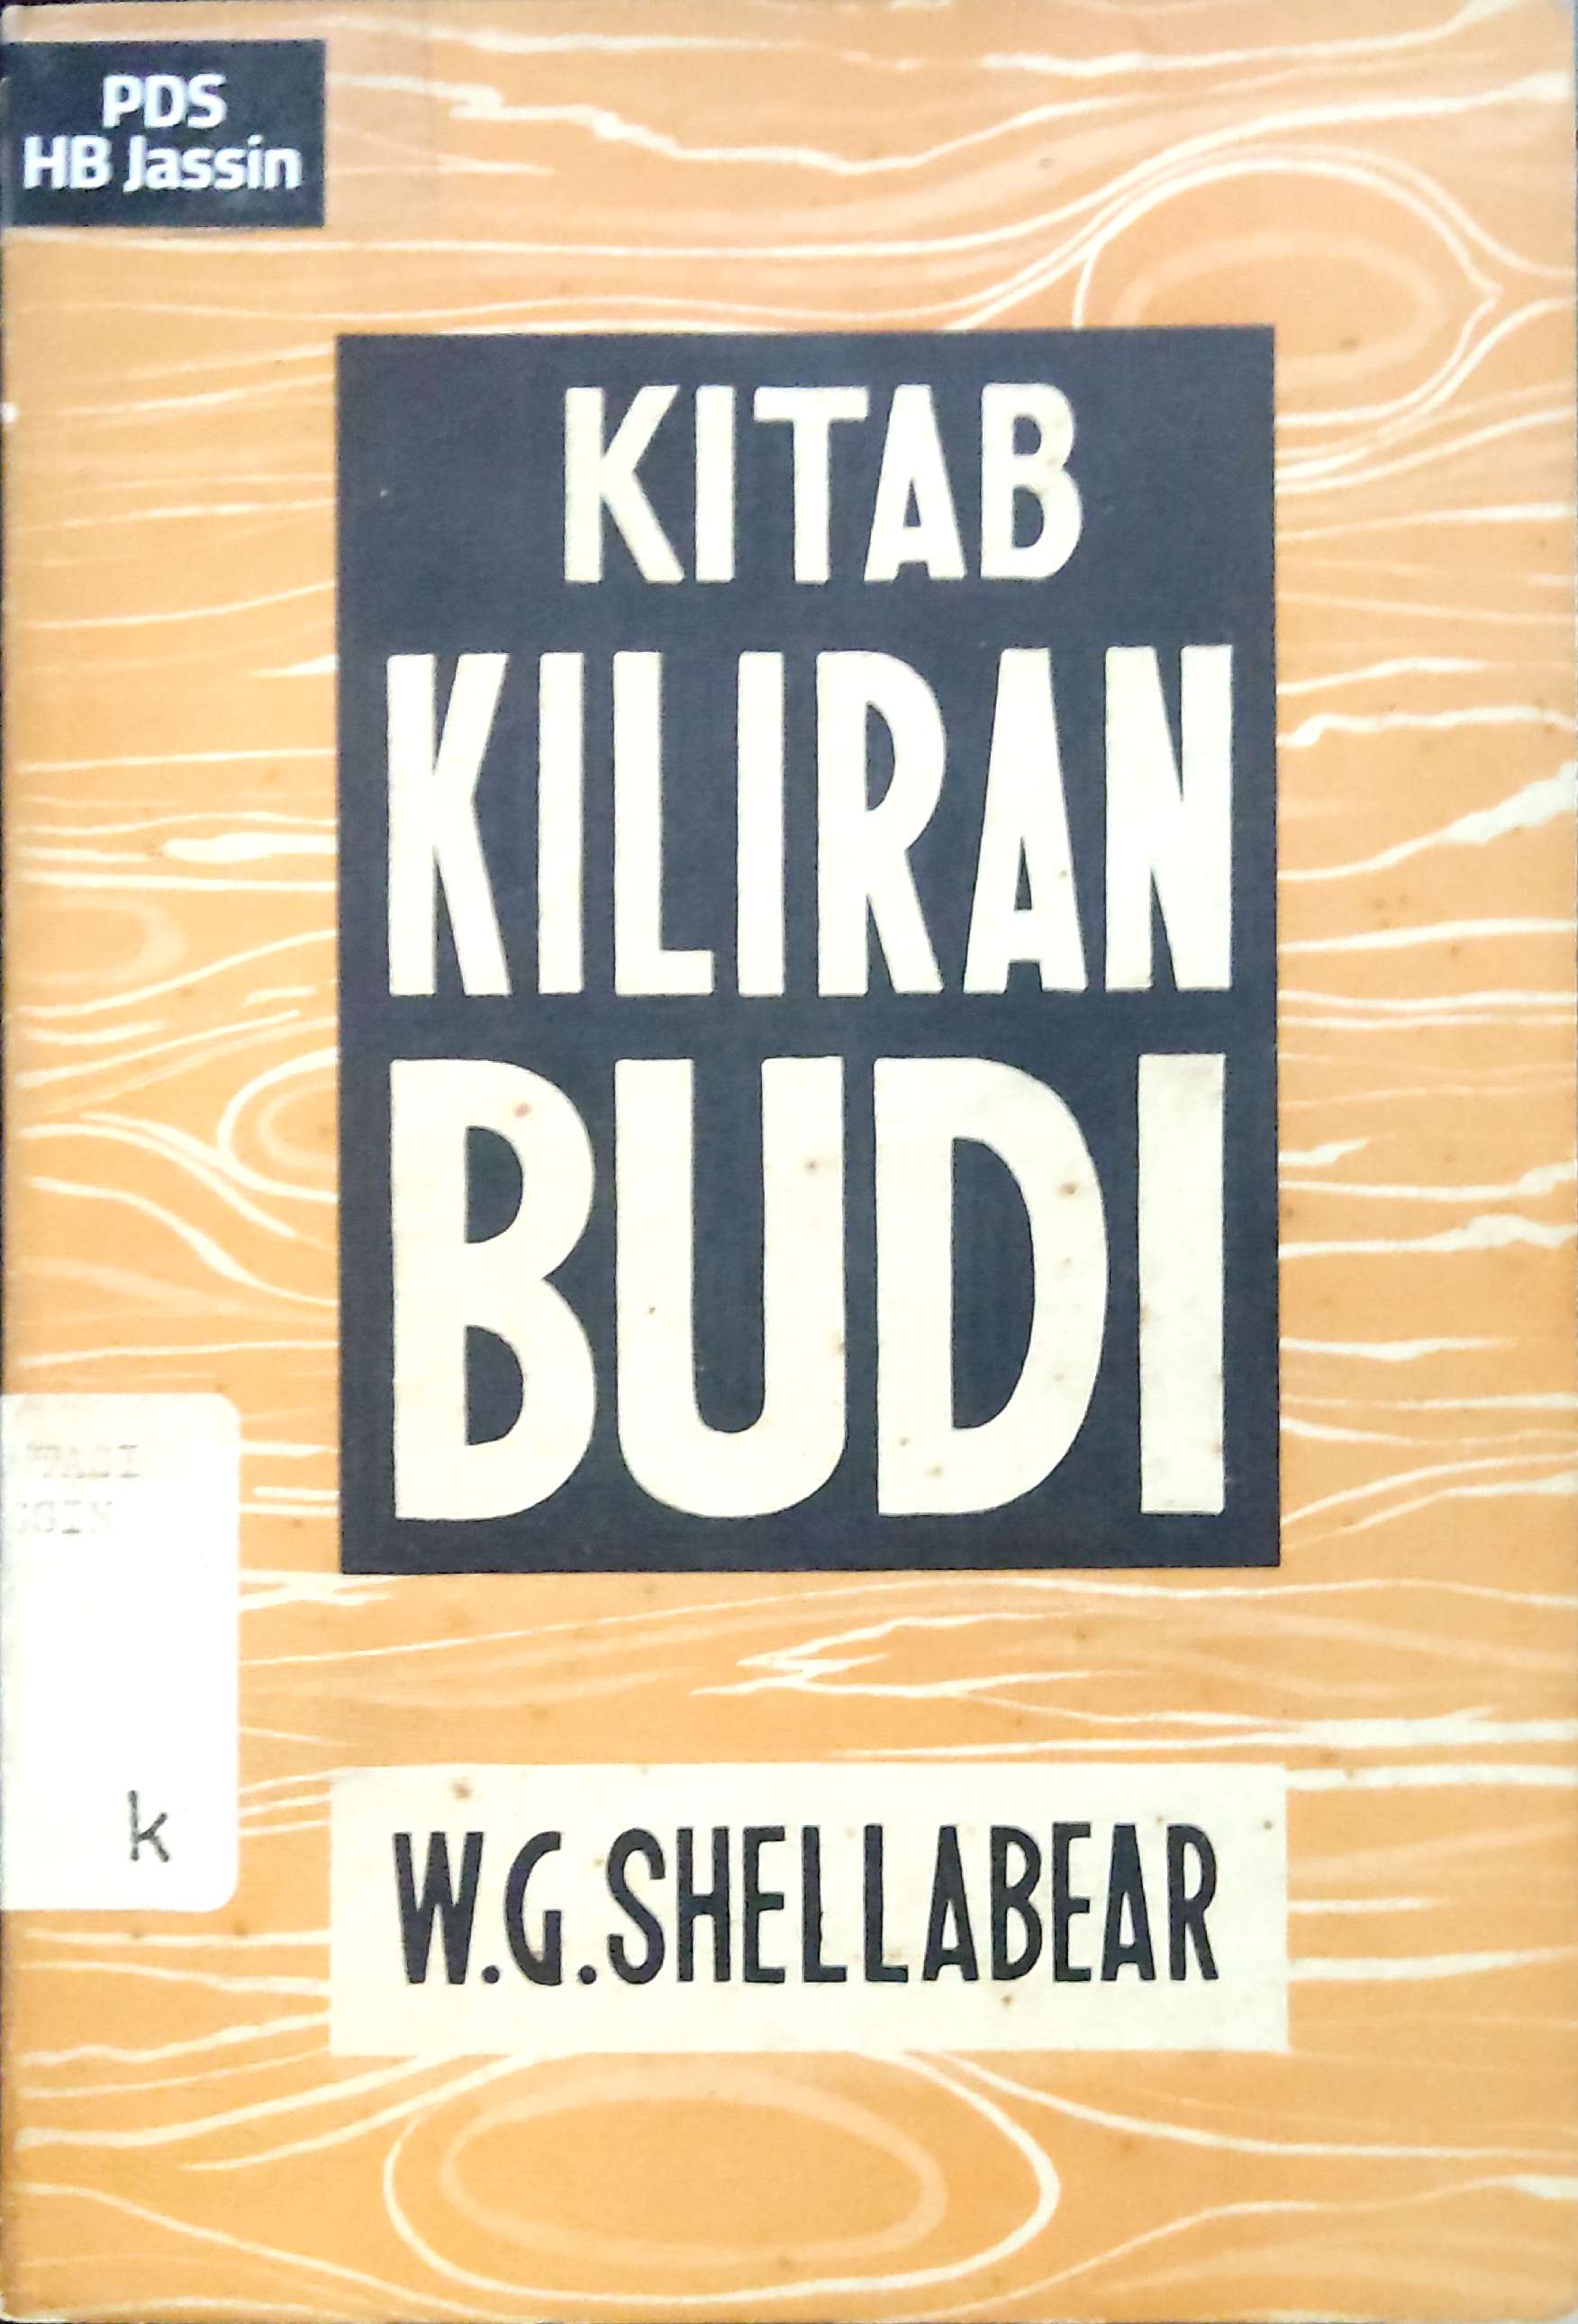 PDS
HB Jassin
KITAB
KILIRAN
BUDI
k
W.G.SHELLABEAR